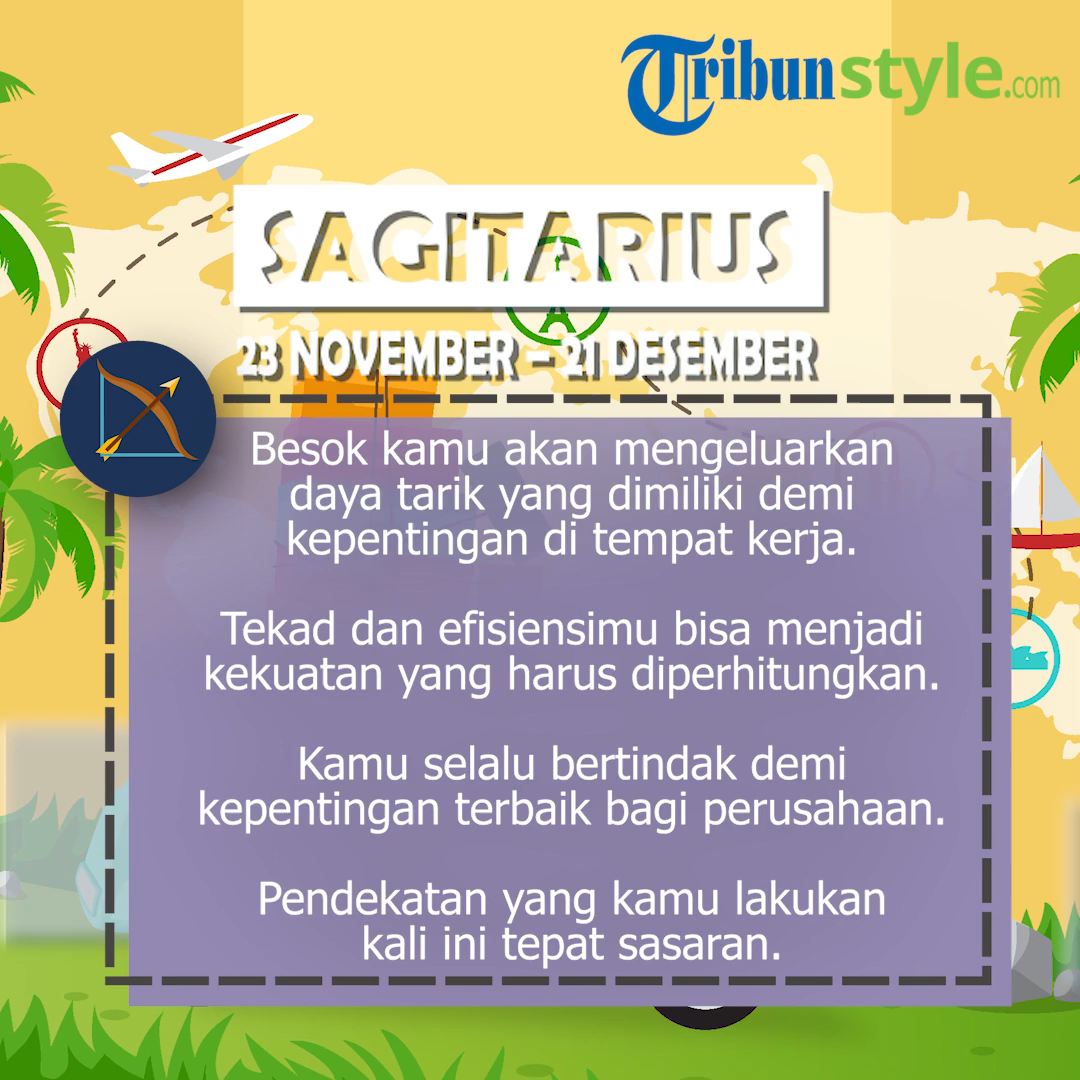 Tribunstyle.com
SAGITARIUS
23 NOVEMBER – 21 DESEMBER
Besok kamu akan mengeluarkan
daya tarik yang dimiliki demi
kepentingan di tempat kerja.
Tekad dan efisiensimu bisa menjadi
kekuatan yang harus diperhitungkan.
Kamu selalu bertindak demi
kepentingan terbaik bagi perusahaan.
Pendekatan yang kamu lakukan
kali ini tepat sasaran.